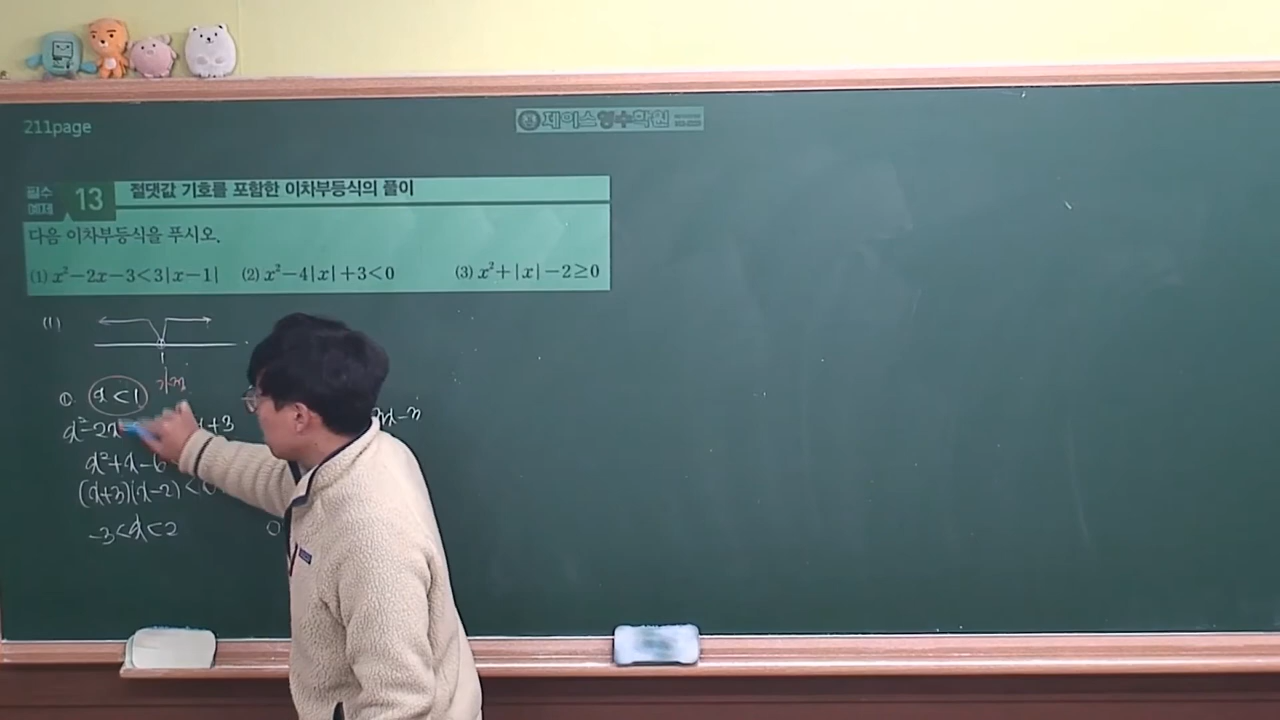 211page
제이스영수학원
필수 예제 13 절댓값 기호를 포함한 이차부등식의 풀이
다음 이차부등식을 푸시오.
(1) x²-2x-3<3|x-1| (2) x²-4|x|+3<0 (3) x²+|x|-2≥0
(1)
① x<1
x²-2x +3
x²+x-6
(x+3)(x-2)<0
-3<x<2